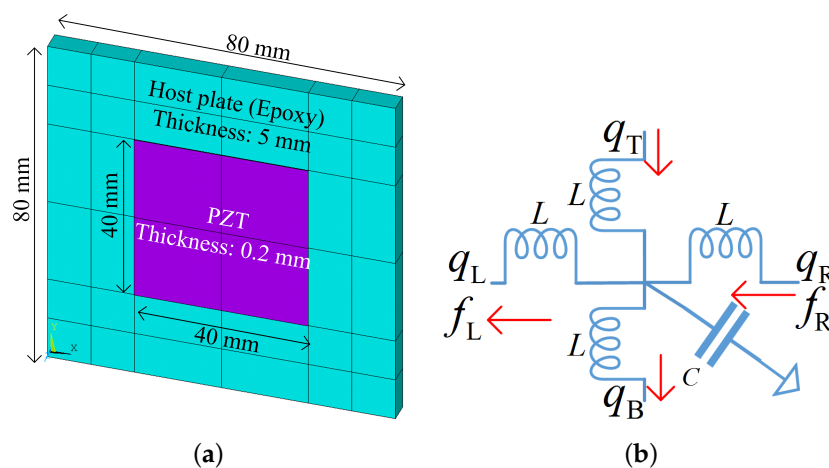 80 mm
Host plate (Epoxy)
Thickness: 5 mm
80 mm
40 mm
PZT
Thickness: 0.2 mm
40 mm
Y
X
(a)
qT
L
L
L
qL
qR
fL
fR
L
C
qB
(b)